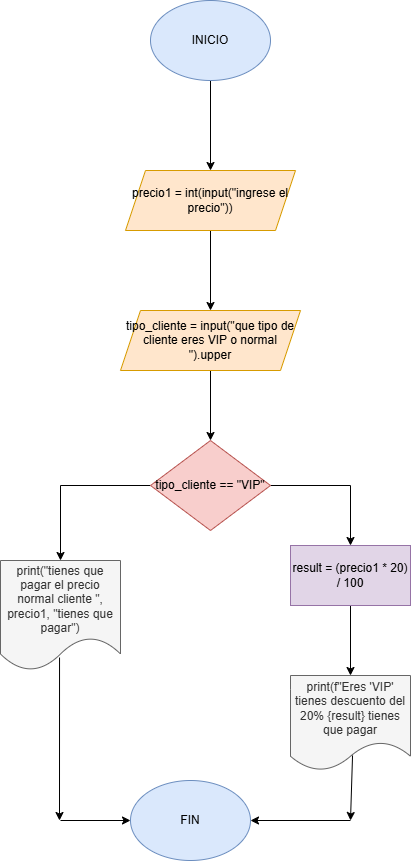 INICIO
precio1 = int(input("ingrese el
precio"))
tipo_cliente = input("que tipo de
cliente eres VIP o normal
").upper
tipo_cliente == "VIP"
print("tienes que
pagar el precio
normal cliente ",
precio1, "tienes que
pagar")
result = (precio1 * 20)
/ 100
print(f"Eres 'VIP'
tienes descuento del
20% {result} tienes
que pagar
FIN